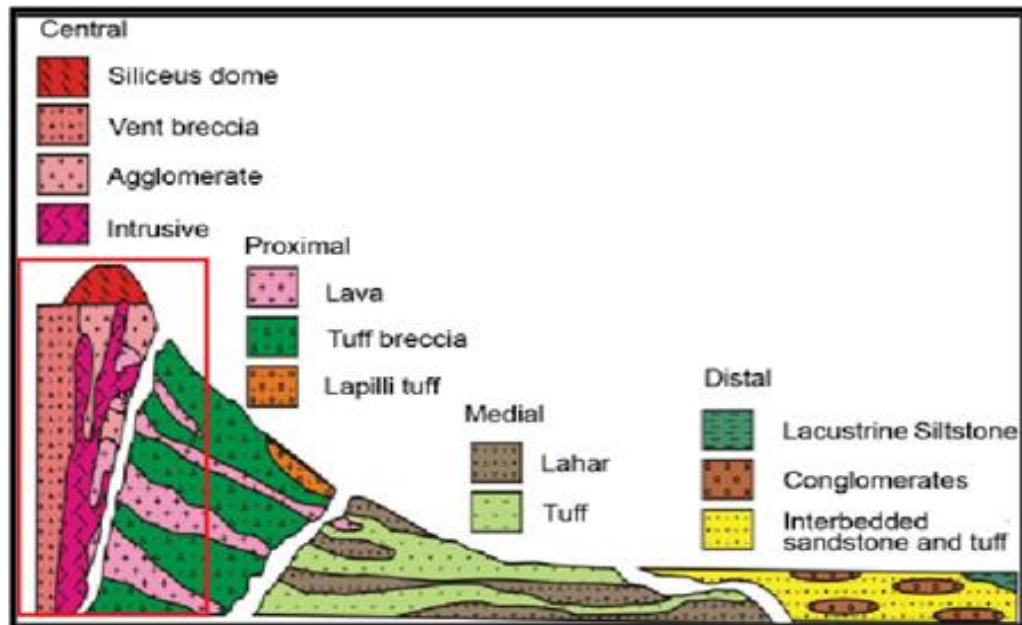 Central
Siliceus dome
Vent breccia
Agglomerate
Intrusive
Proximal
Lava
Tuff breccia
Lapilli tuff
Medial
Lahar
Tuff
Distal
Lacustrine Siltstone
Conglomerates
Interbedded
sandstone and tuff